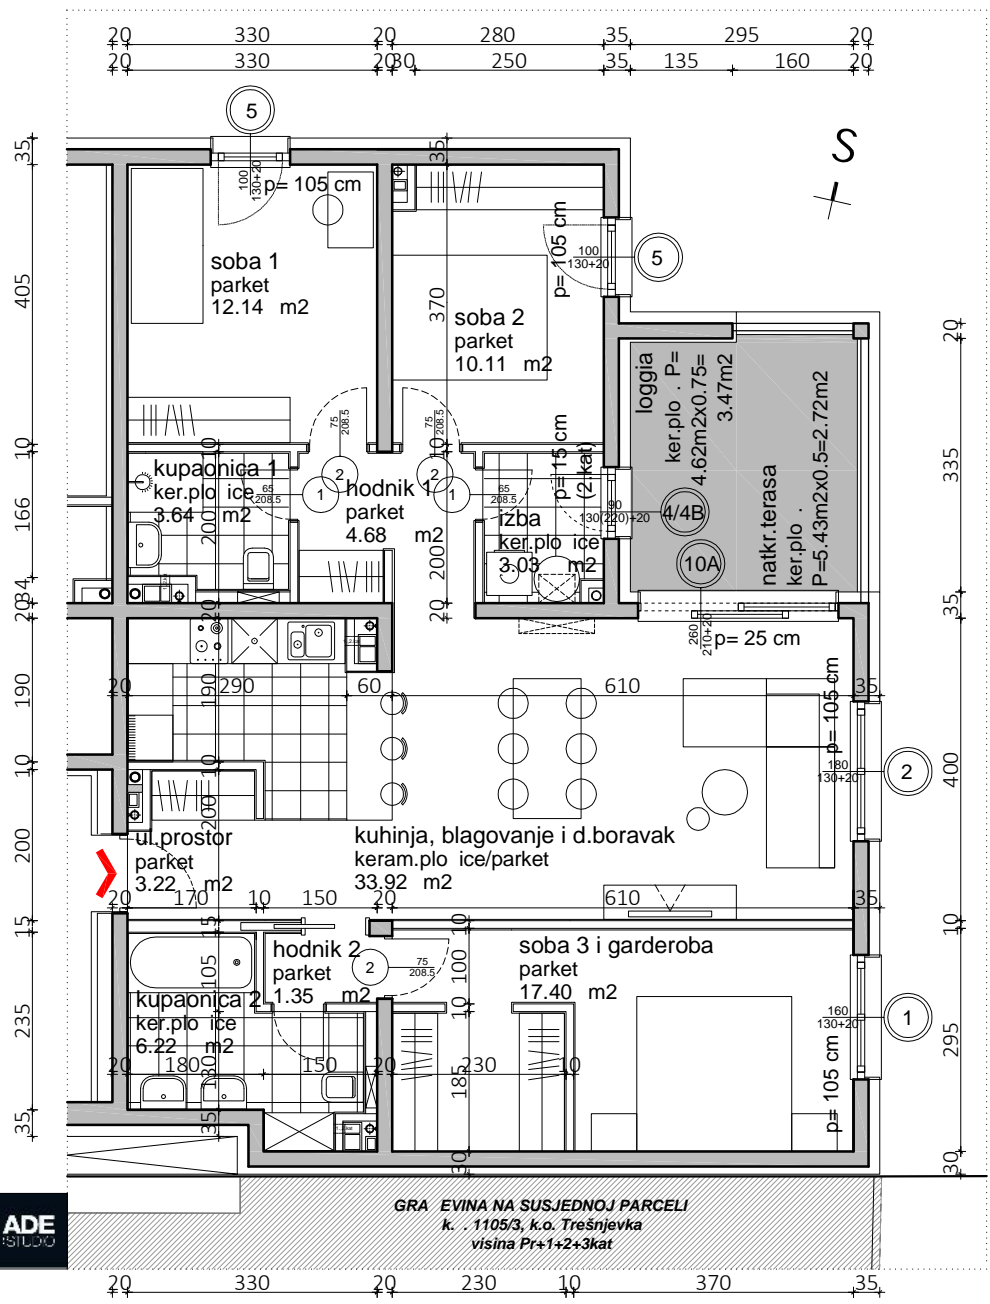 20 330 20 280 35 295 20
20 330 20 30 250 35 135 160 20
5
S
35
405
10
166
34
20
190
10
200
15
235
35
100
130+20
p= 105 cm
35
soba 1
parket
12.14 m2
370
soba 2
parket
10.11 m2
100
130+20
p= 105 cm
5
loggia
ker.plo . P=
4.62m2x0.75=
3.47m2
natkr.terasa
ker.plo .
P=5.43m2x0.5=2.72m2
20
335
35
400
10
295
30
75
208.5
75
208.5
2
2
10
10
kupaonica 1
ker.plo ice
3.64 m2
200
65
208.5
1
hodnik 1
parket
4.68 m2
1
65
208.5
200
p=15 cm
(2.kat)
izba
ker.plo ice
3.03 m2
90
130(220)+20
4/4B
10A
260
210+20
p= 25 cm
20
20
20 290 60 610 35
190
10
200
p= 105 cm
180
130+20
2
ul.prostor
parket
3.22 m2
kuhinja, blagovanje i d.boravak
keram.plo ice/parket
33.92 m2
20 170 10 150 20 610 35
15
10
105
hodnik 2
parket
1.35 m2
2
75
208.5
100
10
soba 3 i garderoba
parket
17.40 m2
160
130+20
1
kupaonica 2
ker.plo ice
6.22 m2
20 180 150 20 230 10
130
185
p= 105 cm
35
30
ADE
STUDIO
GRA EVINA NA SUSJEDNOJ PARCELI
k. . 1105/3, k.o. Trešnjevka
visina Pr+1+2+3kat
20 330 20 230 10 370 35